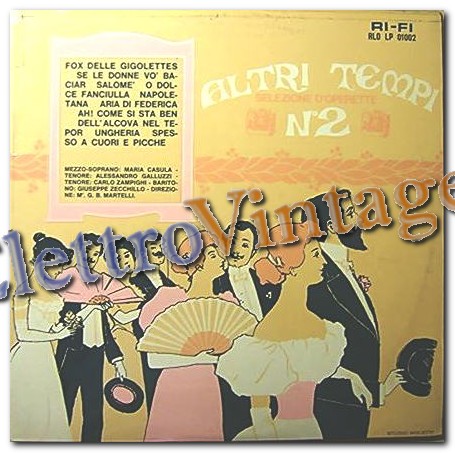 RI-FI
RLO LP 01002
FOX DELLE GIGOLETTES
SE LE DONNE VO' BA-
CIAR SALOME' O DOL-
CE FANCIULLA NAPOLE-
TANA ARIA DI FEDERICA
AH! COME SI STA BEN
DELL'ALCOVA NEL TE-
POR UNGHERIA SPES-
SO A CUORI E PICCHE
ALTRI TEMPI
SELEZIONE D'OPERETTE
N°2
MEZZO-SOPRANO: MARIA CASULA -
TENORE: ALESSANDRO GALLUZZI -
TENORE: CARLO ZAMPIGHI - BARITO-
NO: GIUSEPPE ZECCHILLO - DIREZIO-
NE: M°. G. B. MARTELLI
ElettroVintage